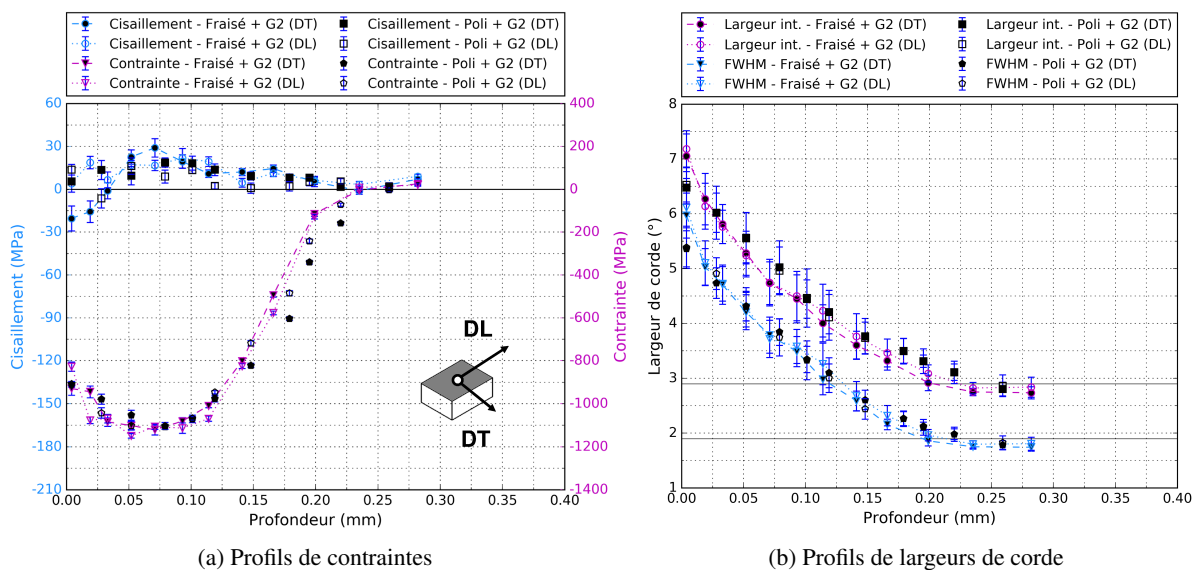 Cisaillement - Fraisé + G2 (DT)
Cisaillement - Fraisé + G2 (DL)
Contrainte - Fraisé + G2 (DT)
Contrainte - Fraisé + G2 (DL)
Cisaillement - Poli + G2 (DT)
Cisaillement - Poli + G2 (DL)
Contrainte - Poli + G2 (DT)
Contrainte - Poli + G2 (DL)
60
30
0
-30
-60
-90
-120
-150
-180
-210
Cisaillement (MPa)
400
200
0
-200
-400
-600
-800
-1000
-1200
-1400
Contrainte (MPa)
DL
DT
0.00 0.05 0.10 0.15 0.20 0.25 0.30 0.35 0.40
Profondeur (mm)
(a) Profils de contraintes
Largeur int. - Fraisé + G2 (DT)
Largeur int. - Fraisé + G2 (DL)
FWHM - Fraisé + G2 (DT)
FWHM - Fraisé + G2 (DL)
Largeur int. - Poli + G2 (DT)
Largeur int. - Poli + G2 (DL)
FWHM - Poli + G2 (DT)
FWHM - Poli + G2 (DL)
8
7
6
5
4
3
2
1
Largeur de corde (°)
0.00 0.05 0.10 0.15 0.20 0.25 0.30 0.35 0.40
Profondeur (mm)
(b) Profils de largeurs de corde